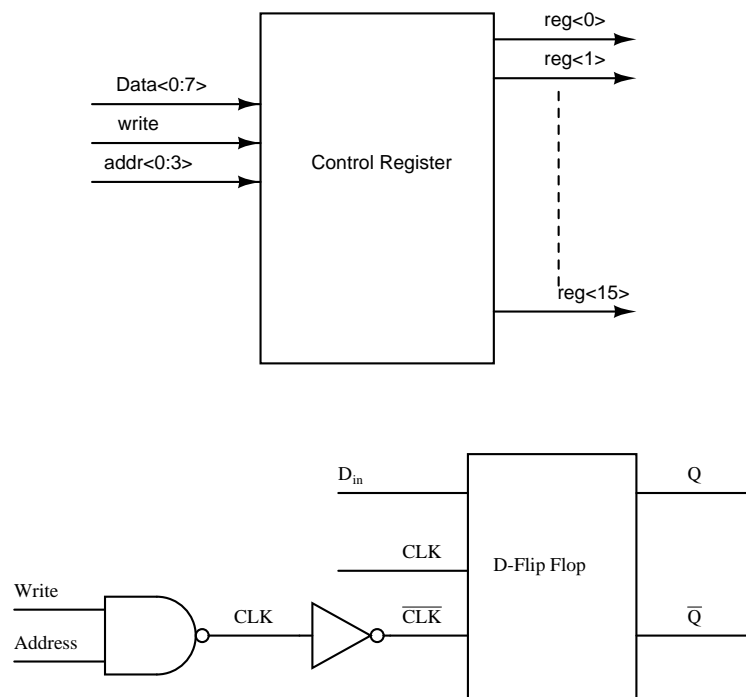 reg<0>
reg<1>
Data<0:7>
write
addr<0:3>
Control Register
reg<15>
Din
Q
CLK
D-Flip Flop
Write
CLK
CLK
Q
Address